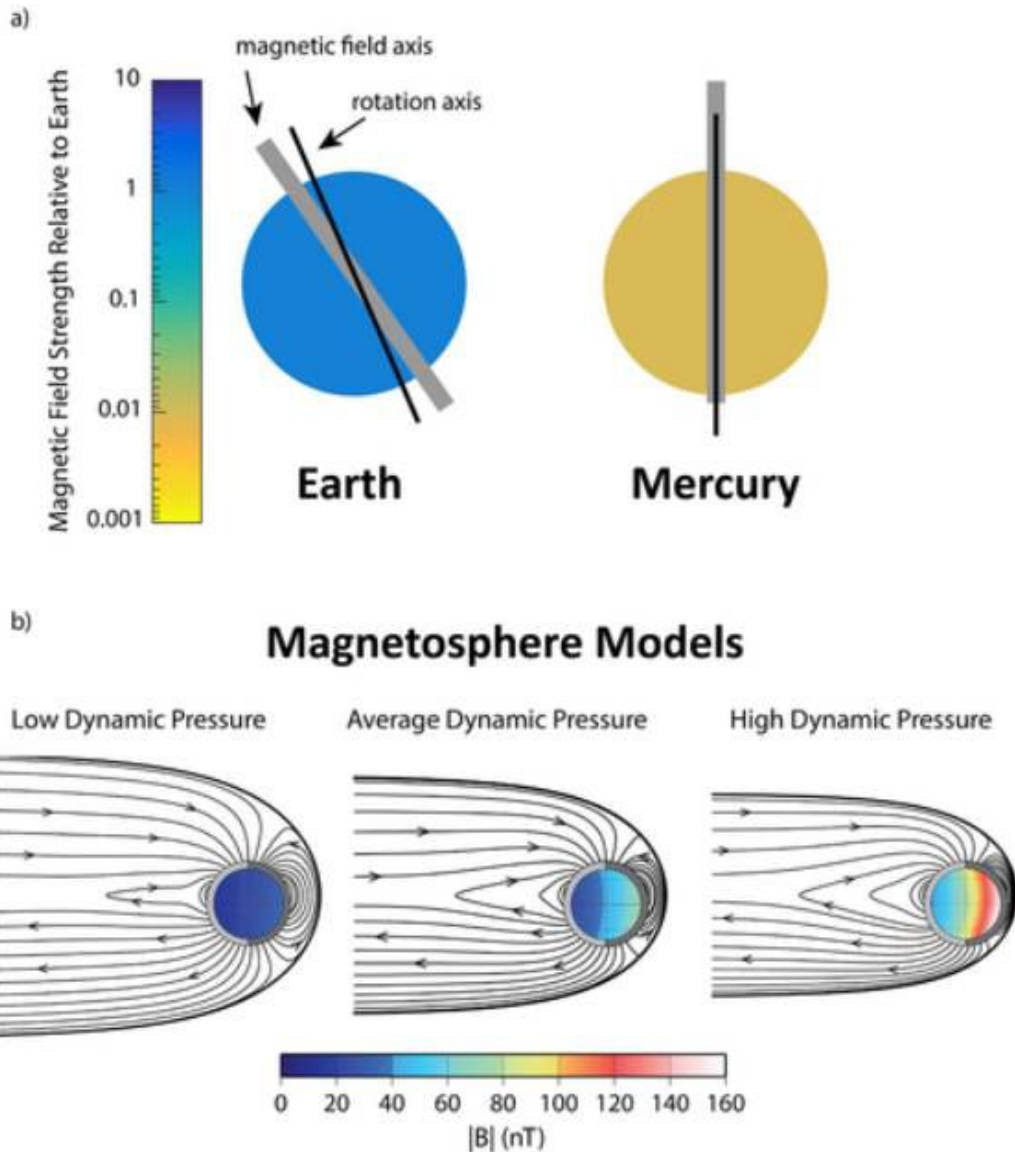 a)
magnetic field axis
rotation axis
Magnetic Field Strength Relative to Earth
10
1
0.1
0.01
0.001
Earth
Mercury
b)
Magnetosphere Models
Low Dynamic Pressure
Average Dynamic Pressure
High Dynamic Pressure
0 20 40 60 80 100 120 140 160
|B| (nT)